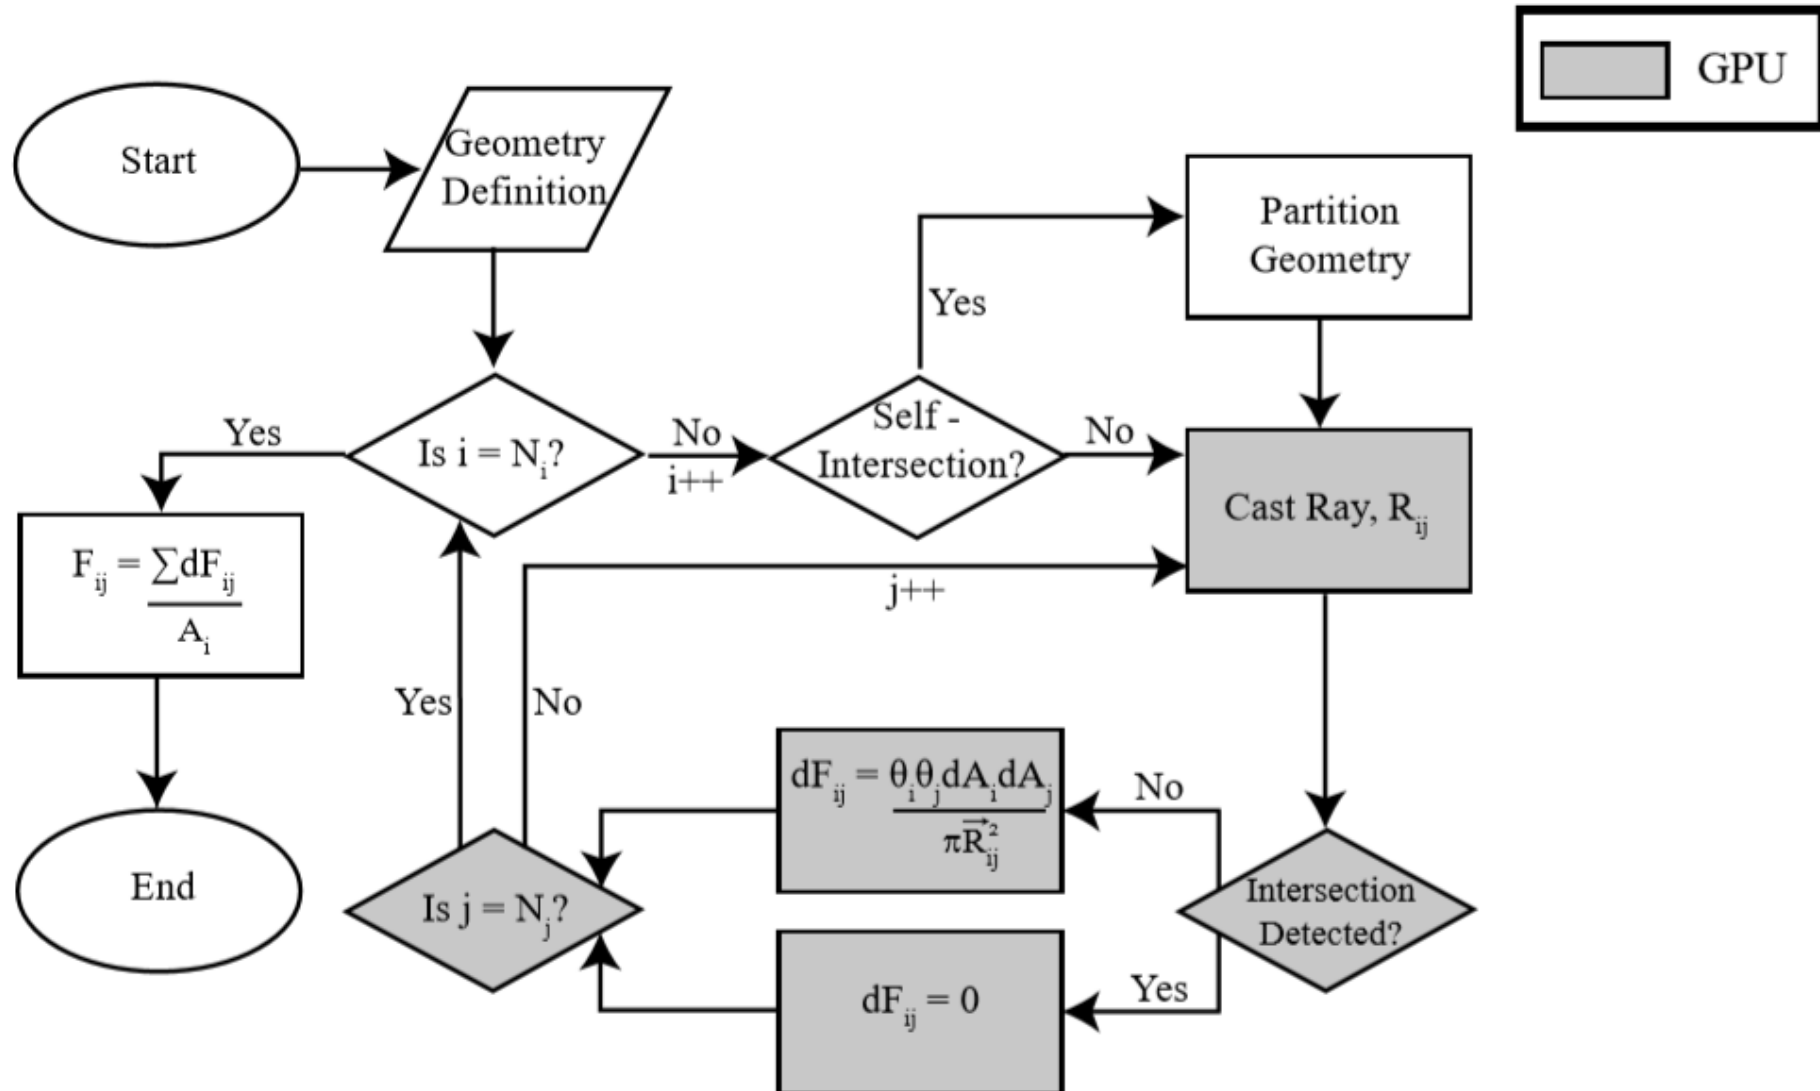 GPU
Start
Geometry
Definition
Partition
Geometry
Yes
Self -
Intersection?
No
Yes
Is i = Nᵢ?
No
i++
Cast Ray, Rᵢⱼ
Fᵢⱼ = ∑dFᵢⱼ
Aᵢ
j++
Yes
No
dFᵢⱼ = θᵢθⱼdAᵢdAⱼ
πR⃗ᵢⱼ²
No
Intersection
Detected?
Is j = Nⱼ?
End
dFᵢⱼ = 0
Yes